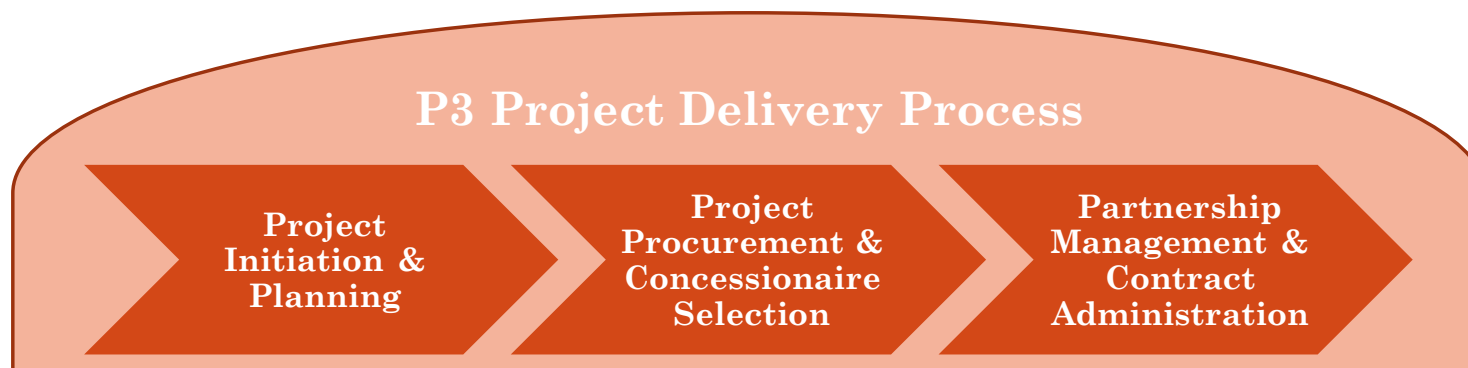 P3 Project Delivery Process
Project
Initiation &
Planning
Project
Procurement &
Concessionaire
Selection
Partnership
Management &
Contract
Administration